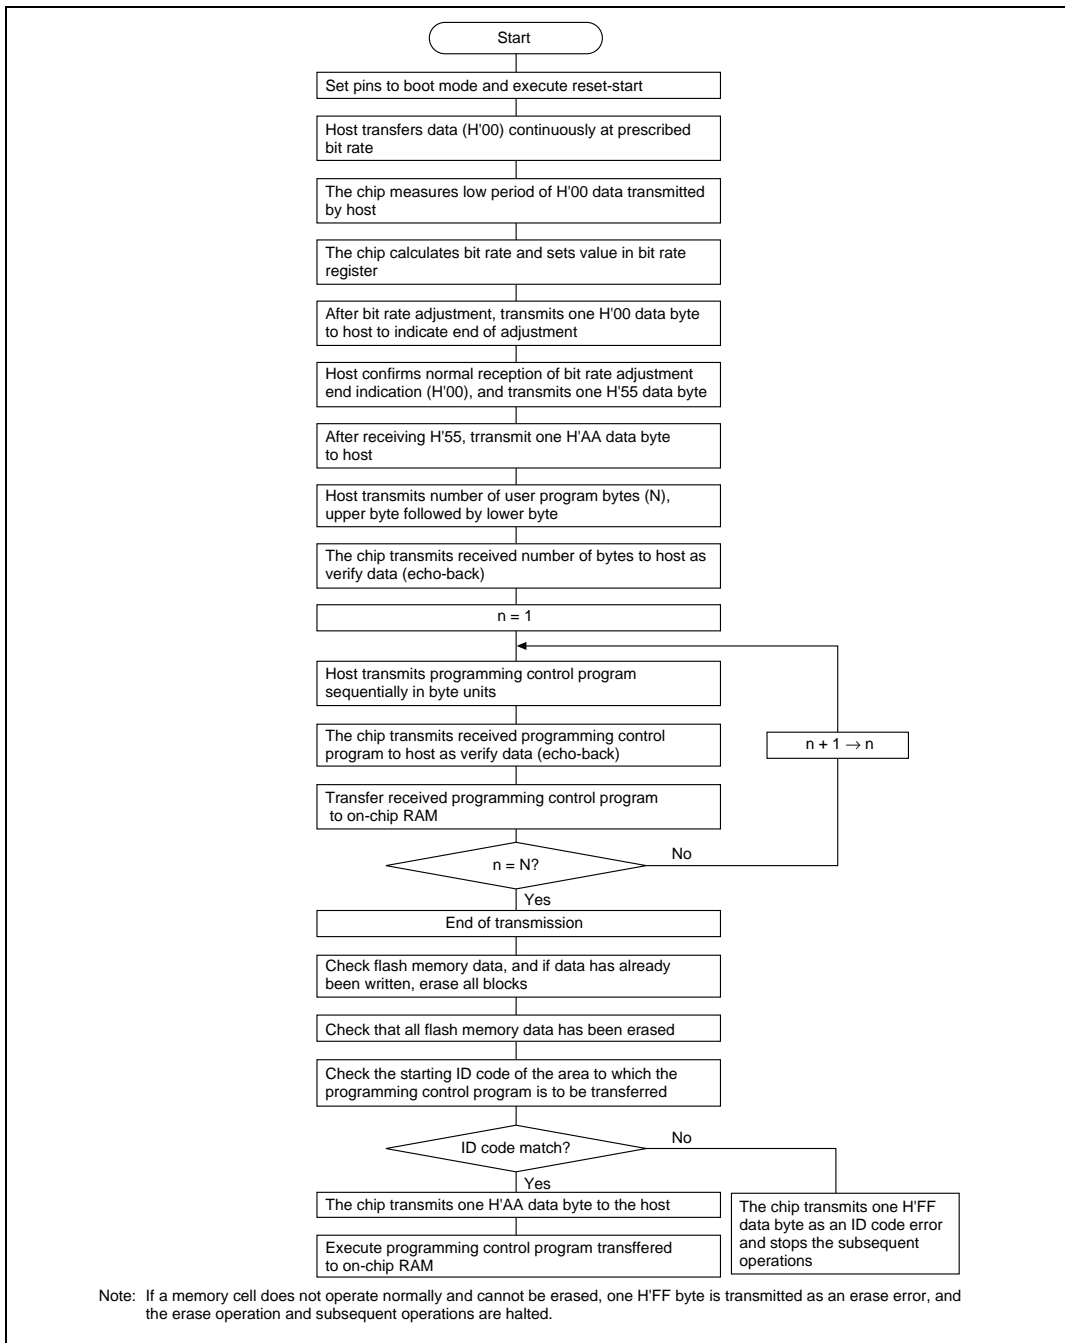 Start
Set pins to boot mode and execute reset-start
Host transfers data (H'00) continuously at prescribed
bit rate
The chip measures low period of H'00 data transmitted
by host
The chip calculates bit rate and sets value in bit rate
register
After bit rate adjustment, transmits one H'00 data byte
to host to indicate end of adjustment
Host confirms normal reception of bit rate adjustment
end indication (H'00), and transmits one H'55 data byte
After receiving H'55, trransmit one H'AA data byte
to host
Host transmits number of user program bytes (N),
upper byte followed by lower byte
The chip transmits received number of bytes to host as
verify data (echo-back)
n = 1
Host transmits programming control program
sequentially in byte units
The chip transmits received programming control
program to host as verify data (echo-back)
n + 1 → n
Transfer received programming control program
to on-chip RAM
n = N?
No
Yes
End of transmission
Check flash memory data, and if data has already
been written, erase all blocks
Check that all flash memory data has been erased
Check the starting ID code of the area to which the
programming control program is to be transferred
ID code match?
No
Yes
The chip transmits one H'AA data byte to the host
Execute programming control program transffered
to on-chip RAM
The chip transmits one H'FF
data byte as an ID code error
and stops the subsequent
operations
Note: If a memory cell does not operate normally and cannot be erased, one H'FF byte is transmitted as an erase error, and
the erase operation and subsequent operations are halted.